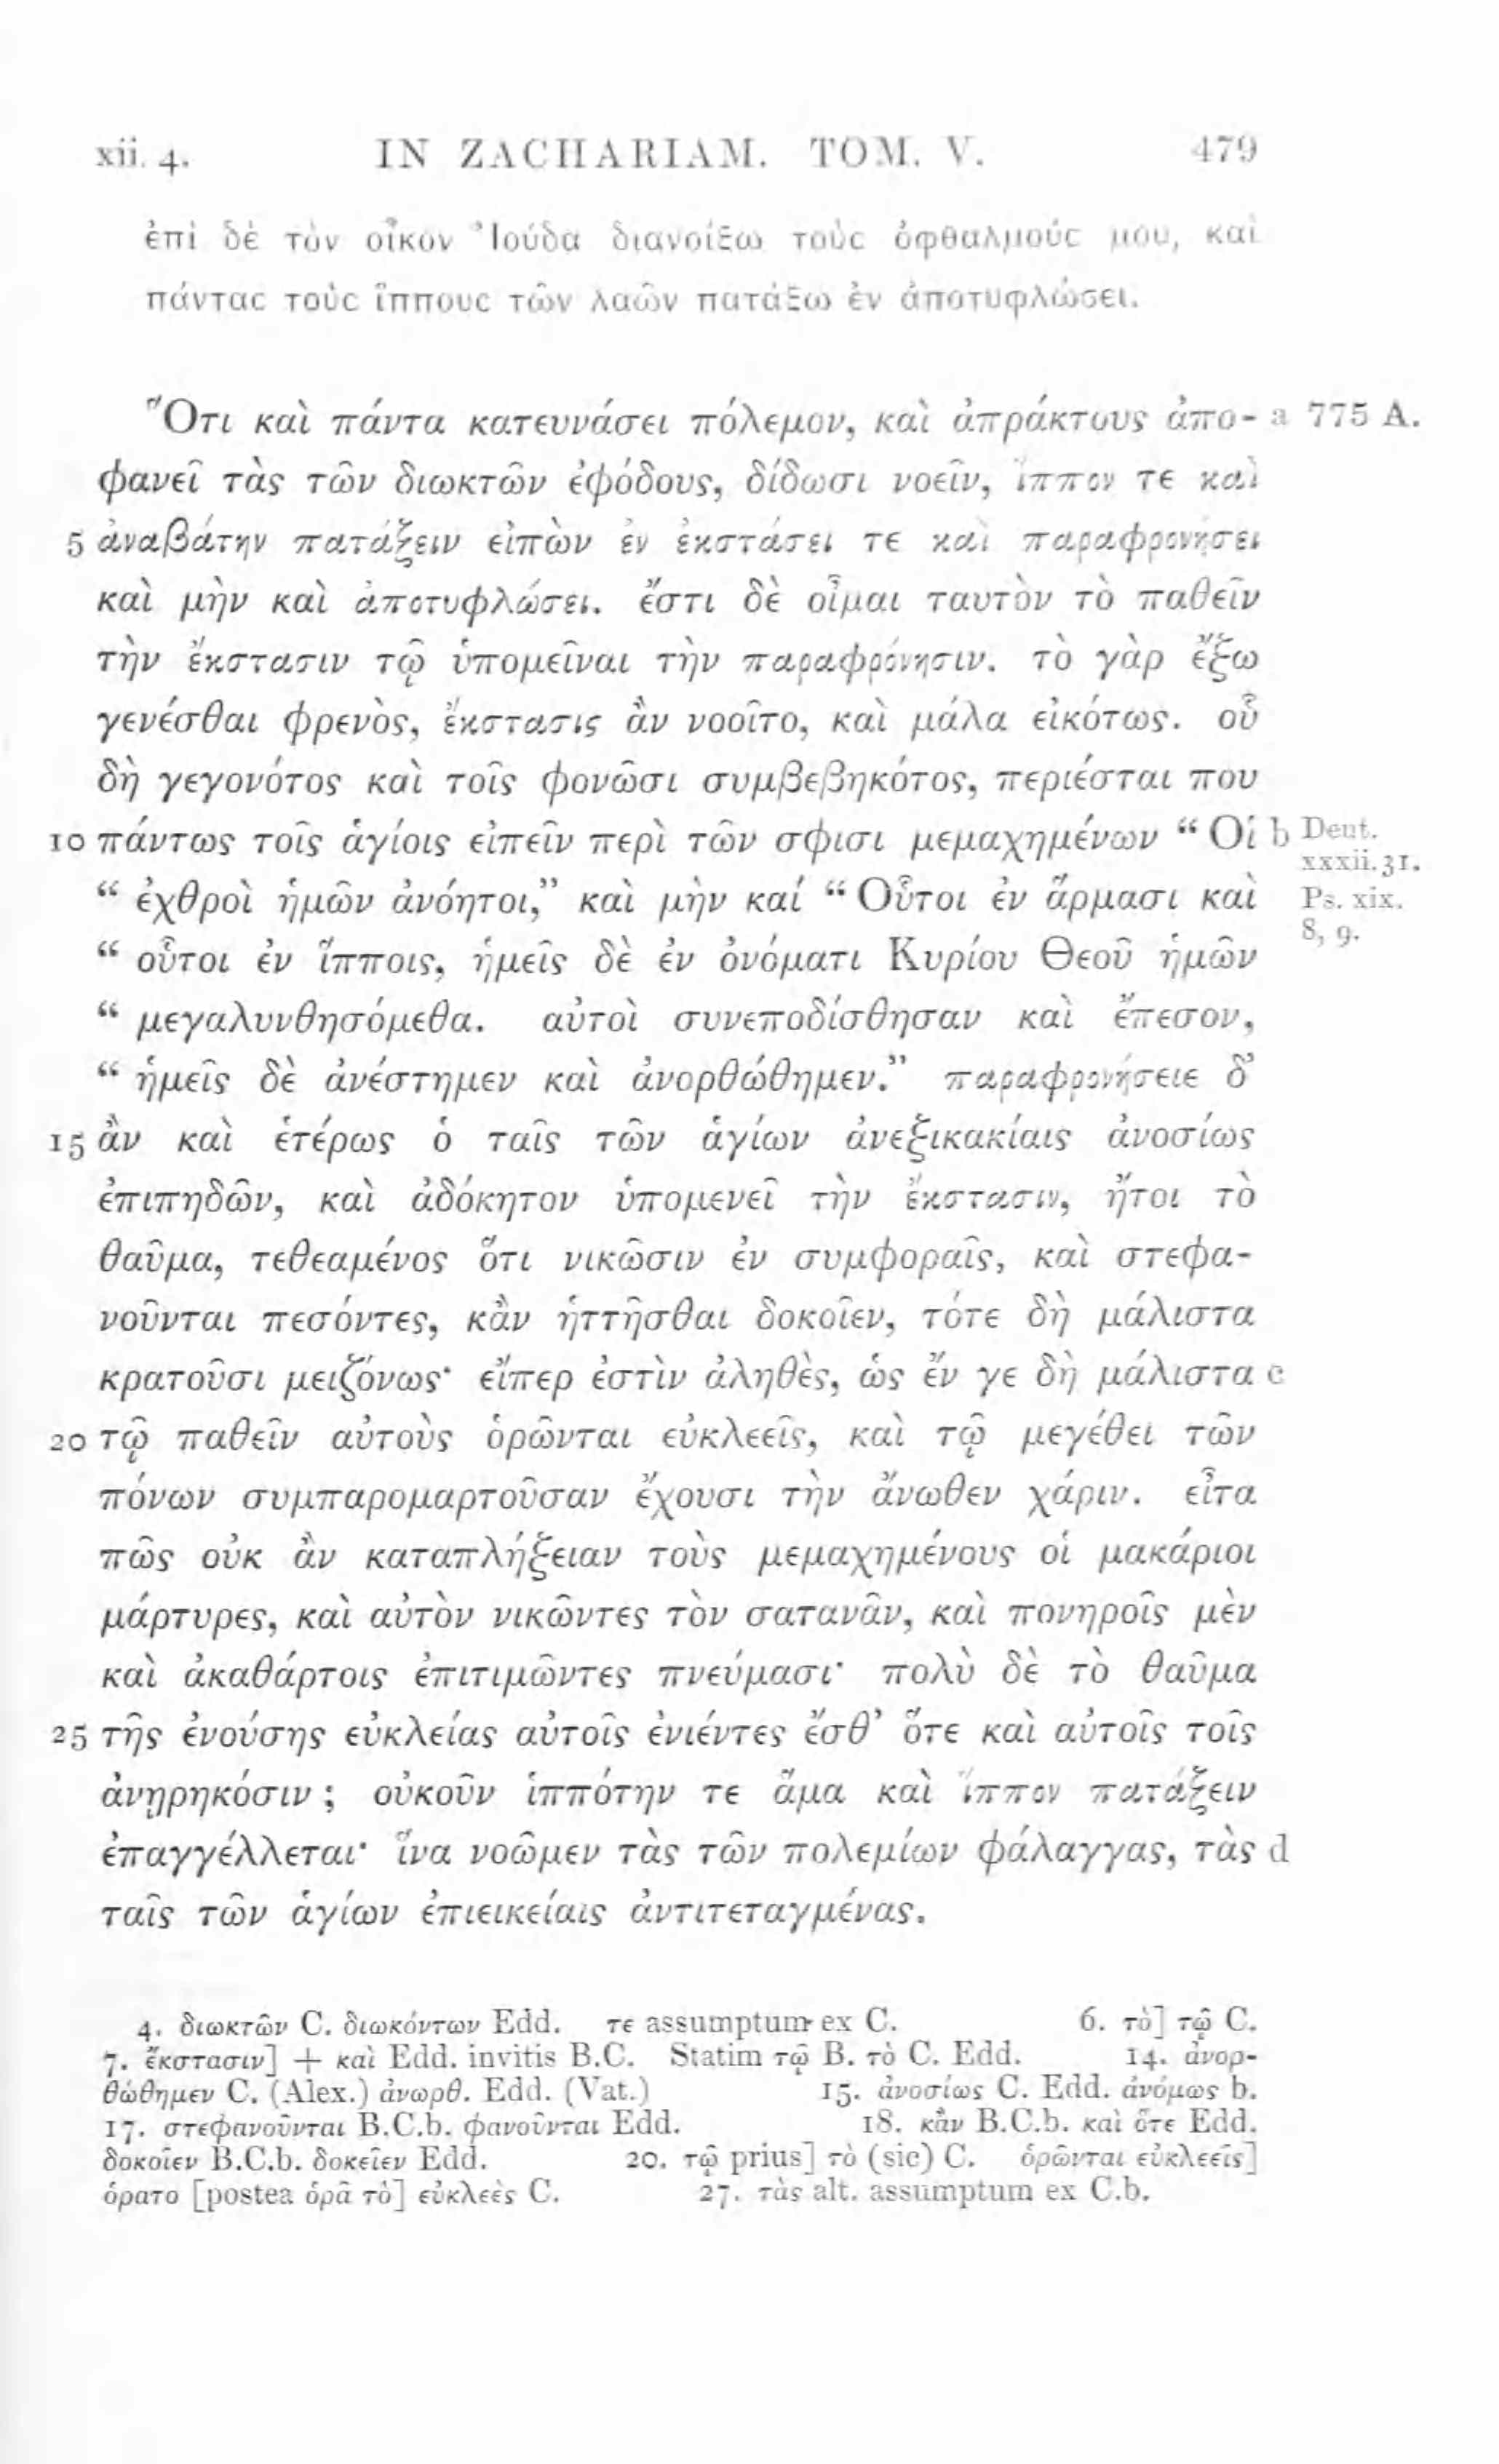 xii. 4. IN ZACHARIAM. TOM. V. 479
ἐπὶ δὲ τὸν οἶκον Ἰούδα διανοίξω τοὺς ὀφθαλμούς μου, καὶ
πάντας τοὺς ἵππους τῶν λαῶν πατάξω ἐν ἀποτυφλώσει.
Ὅτι καὶ πάντα κατευνάσει πόλεμον, καὶ ἀπράκτους ἀπο- a 775 A.
φανεῖ τὰς τῶν διωκτῶν ἐφόδους, δίδωσι νοεῖν, ἵππον τε καὶ
5 ἀναβάτην πατάξειν εἰπὼν ἐν ἐκστάσει τε καὶ παραφρονήσει
καὶ μὴν καὶ ἀποτυφλώσει. ἔστι δὲ οἶμαι ταυτὸν τὸ παθεῖν
τὴν ἔκστασιν τῷ ὑπομεῖναι τὴν παραφρόνησιν. τὸ γὰρ ἔξω
γενέσθαι φρενὸς, ἔκστασις ἂν νοοῖτο, καὶ μάλα εἰκότως. οὗ
δὴ γεγονότος καὶ τοῖς φονῶσι συμβεβηκότος, περιέσται που
10 πάντως τοῖς ἁγίοις εἰπεῖν περὶ τῶν σφισι μεμαχημένων “ Οἱ b Deut. xxxii. 31.
“ ἐχθροὶ ἡμῶν ἀνόητοι,” καὶ μὴν καί “ Οὗτοι ἐν ἅρμασι καὶ Ps. xix.
“ οὗτοι ἐν ἵπποις, ἡμεῖς δὲ ἐν ὀνόματι Κυρίου Θεοῦ ἡμῶν 8, 9.
“ μεγαλυνθησόμεθα. αὐτοὶ συνεποδίσθησαν καὶ ἔπεσον,
“ ἡμεῖς δὲ ἀνέστημεν καὶ ἀνορθώθημεν.” παραφρονήσειε δ’
15 ἂν καὶ ἑτέρως ὁ ταῖς τῶν ἁγίων ἀνεξικακίαις ἀνοσίως
ἐπιπηδῶν, καὶ ἀδόκητον ὑπομενεῖ τὴν ἔκστασιν, ἤτοι τὸ
θαῦμα, τεθεαμένος ὅτι νικῶσιν ἐν συμφοραῖς, καὶ στεφα-
νοῦνται πεσόντες, κἂν ἡττῆσθαι δοκοῖεν, τότε δὴ μάλιστα
κρατοῦσι μειζόνως· εἴπερ ἐστὶν ἀληθὲς, ὡς ἔν γε δὴ μάλιστα c
20 τῷ παθεῖν αὐτοὺς ὁρῶνται εὐκλεεῖς, καὶ τῷ μεγέθει τῶν
πόνων συμπαρομαρτοῦσαν ἔχουσι τὴν ἄνωθεν χάριν. εἶτα
πῶς οὐκ ἂν καταπλήξειαν τοὺς μεμαχημένους οἱ μακάριοι
μάρτυρες, καὶ αὐτὸν νικῶντες τὸν σατανᾶν, καὶ πονηροῖς μὲν
καὶ ἀκαθάρτοις ἐπιτιμῶντες πνεύμασι· πολὺ δὲ τὸ θαῦμα
25 τῆς ἐνούσης εὐκλείας αὐτοῖς ἐνιέντες ἔσθ’ ὅτε καὶ αὐτοῖς τοῖς
ἀνῃρηκόσιν ; οὐκοῦν ἱππότην τε ἅμα καὶ ἵππον πατάξειν
ἐπαγγέλλεται· ἵνα νοῶμεν τὰς τῶν πολεμίων φάλαγγας, τὰς d
ταῖς τῶν ἁγίων ἐπιεικείαις ἀντιτεταγμένας.
4. διωκτῶν C. διωκόντων Edd. τε assumptum ex C. 6. τὸ] τῷ C.
7. ἔκστασιν] + καὶ Edd. invitis B.C. Statim τῷ B. τὸ C. Edd. 14. ἀνορ-
θώθημεν C. (Alex.) ἀνωρθ. Edd. (Vat.) 15. ἀνοσίως C. Edd. ἀνόμως b.
17. στεφανοῦνται B.C.b. φανοῦνται Edd. 18. κἂν B.C.b. καὶ ὅτε Edd.
δοκοῖεν B.C.b. δοκεῖεν Edd. 20. τῷ prius] τὸ (sic) C. ὁρῶνται εὐκλεεῖς]
ὁρατο [postea ὁρᾶ τὸ] εὐκλεὲς C. 27. τὰς alt. assumptum ex C.b.